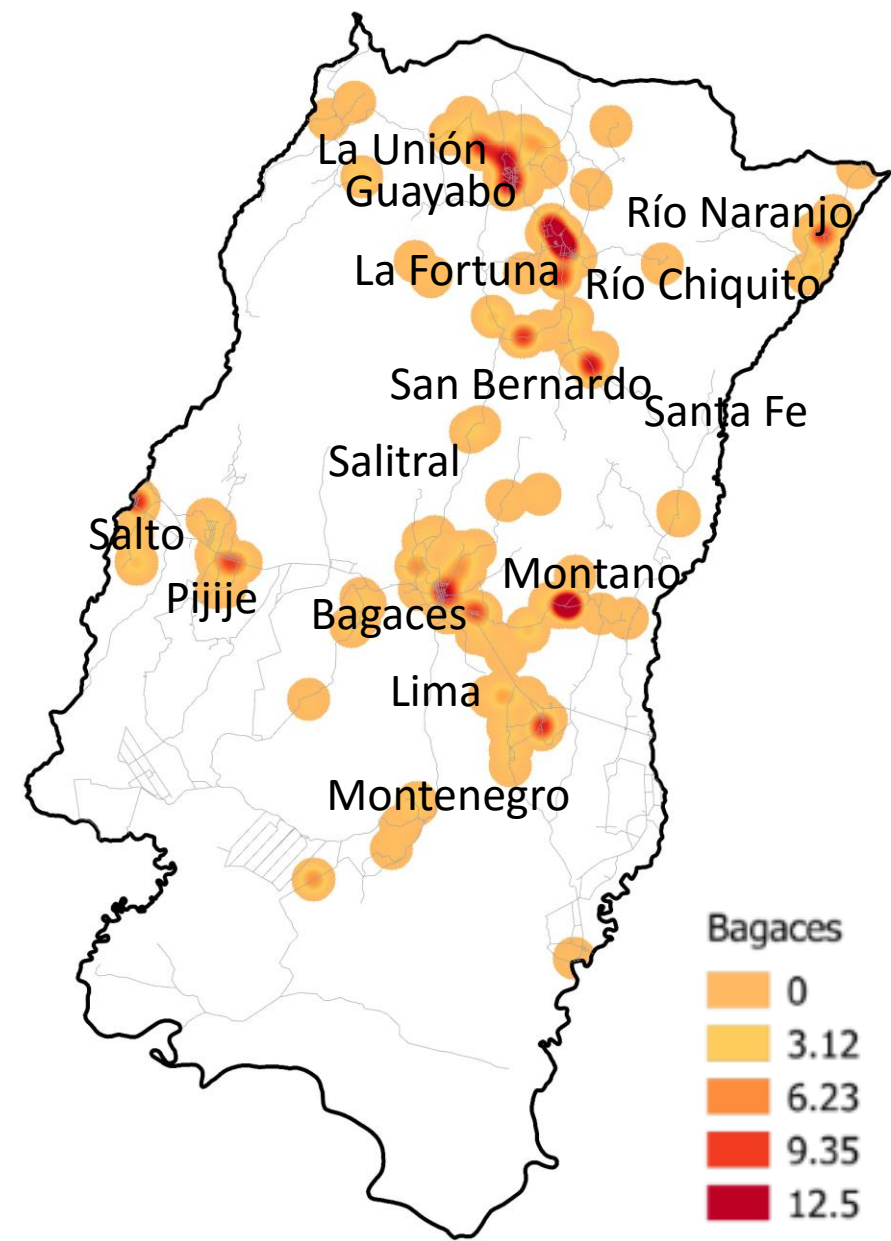 La Unión
Guayabo
Río Naranjo
La Fortuna
Río Chiquito
San Bernardo
Santa Fe
Salitral
Salto
Montano
Pijije
Bagaces
Lima
Montenegro
Bagaces
0
3.12
6.23
9.35
12.5